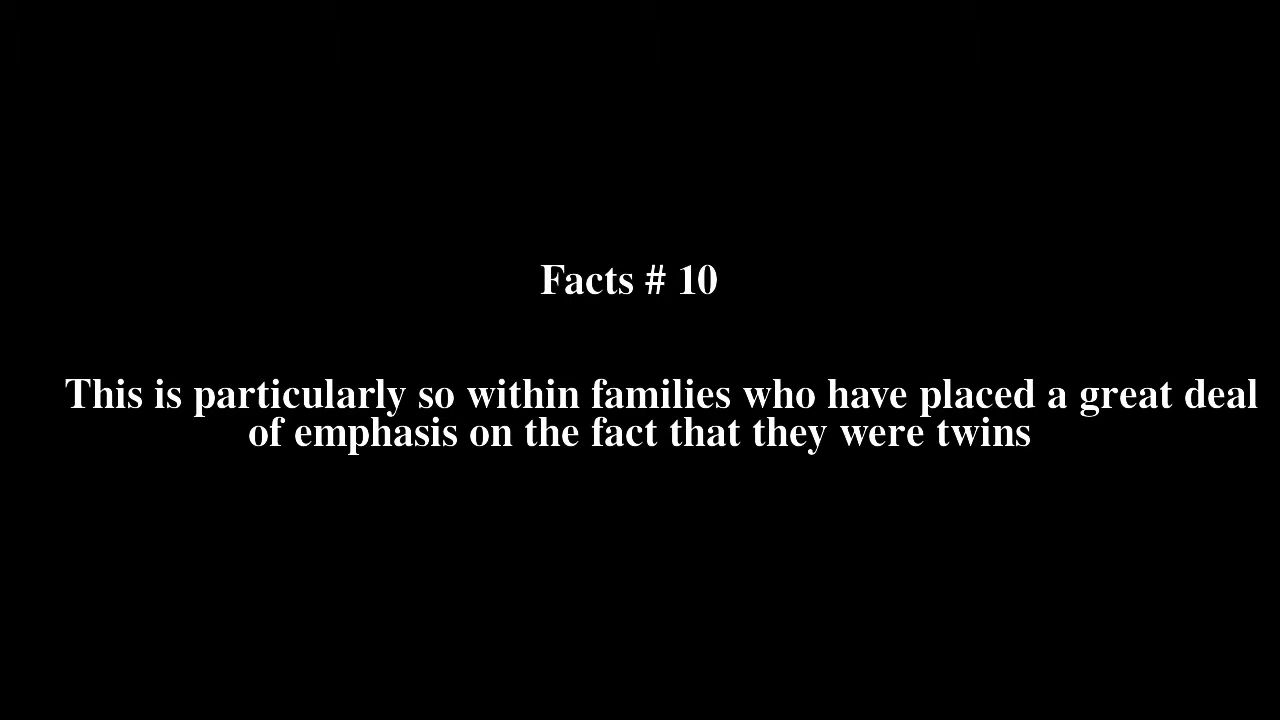 Facts # 10
This is particularly so within families who have placed a great deal
of emphasis on the fact that they were twins